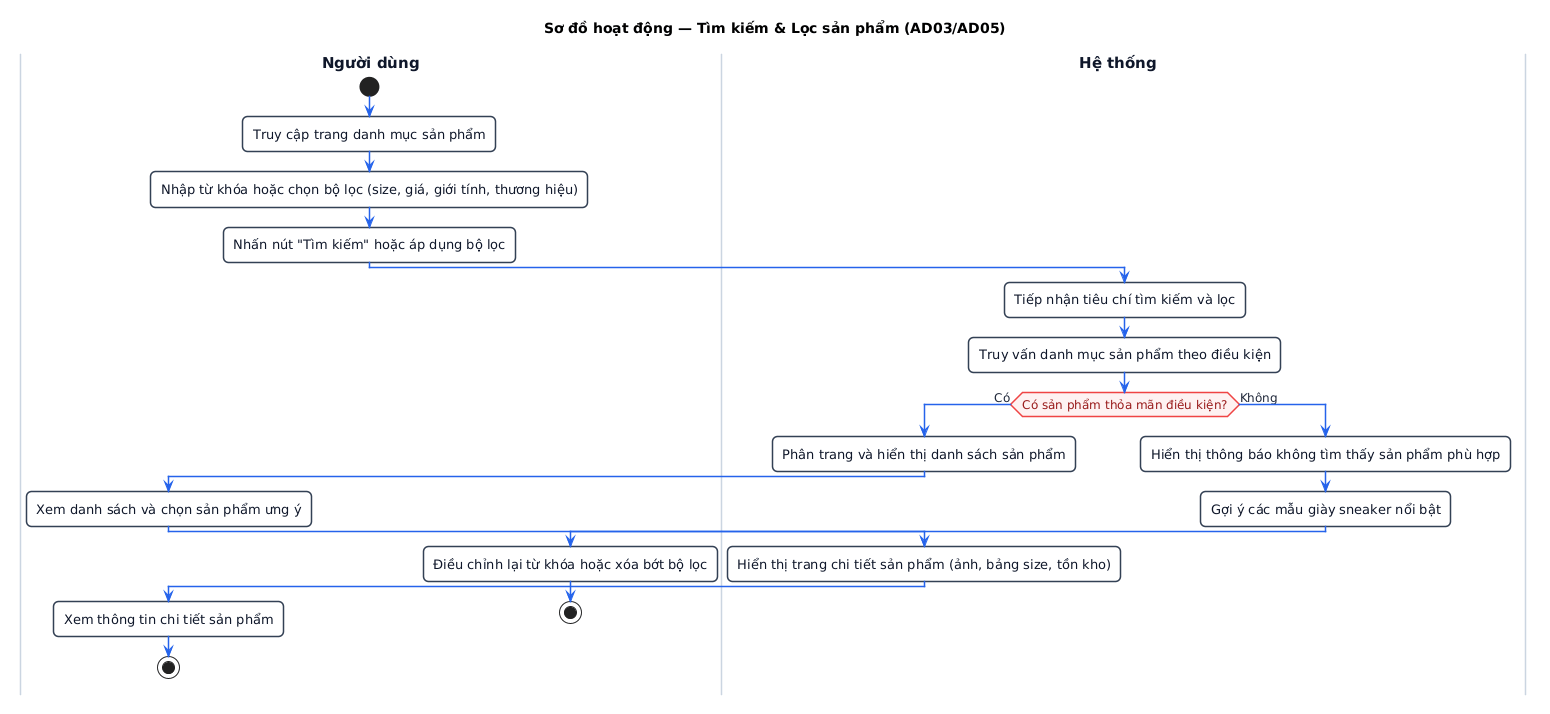 Sơ đồ hoạt động — Tìm kiếm & Lọc sản phẩm (AD03/AD05)
Người dùng
Hệ thống
Truy cập trang danh mục sản phẩm
Nhập từ khóa hoặc chọn bộ lọc (size, giá, giới tính, thương hiệu)
Nhấn nút "Tìm kiếm" hoặc áp dụng bộ lọc
Tiếp nhận tiêu chí tìm kiếm và lọc
Truy vấn danh mục sản phẩm theo điều kiện
Có
Có sản phẩm thỏa mãn điều kiện?
Không
Phân trang và hiển thị danh sách sản phẩm
Hiển thị thông báo không tìm thấy sản phẩm phù hợp
Xem danh sách và chọn sản phẩm ưng ý
Gợi ý các mẫu giày sneaker nổi bật
Điều chỉnh lại từ khóa hoặc xóa bớt bộ lọc
Hiển thị trang chi tiết sản phẩm (ảnh, bảng size, tồn kho)
Xem thông tin chi tiết sản phẩm